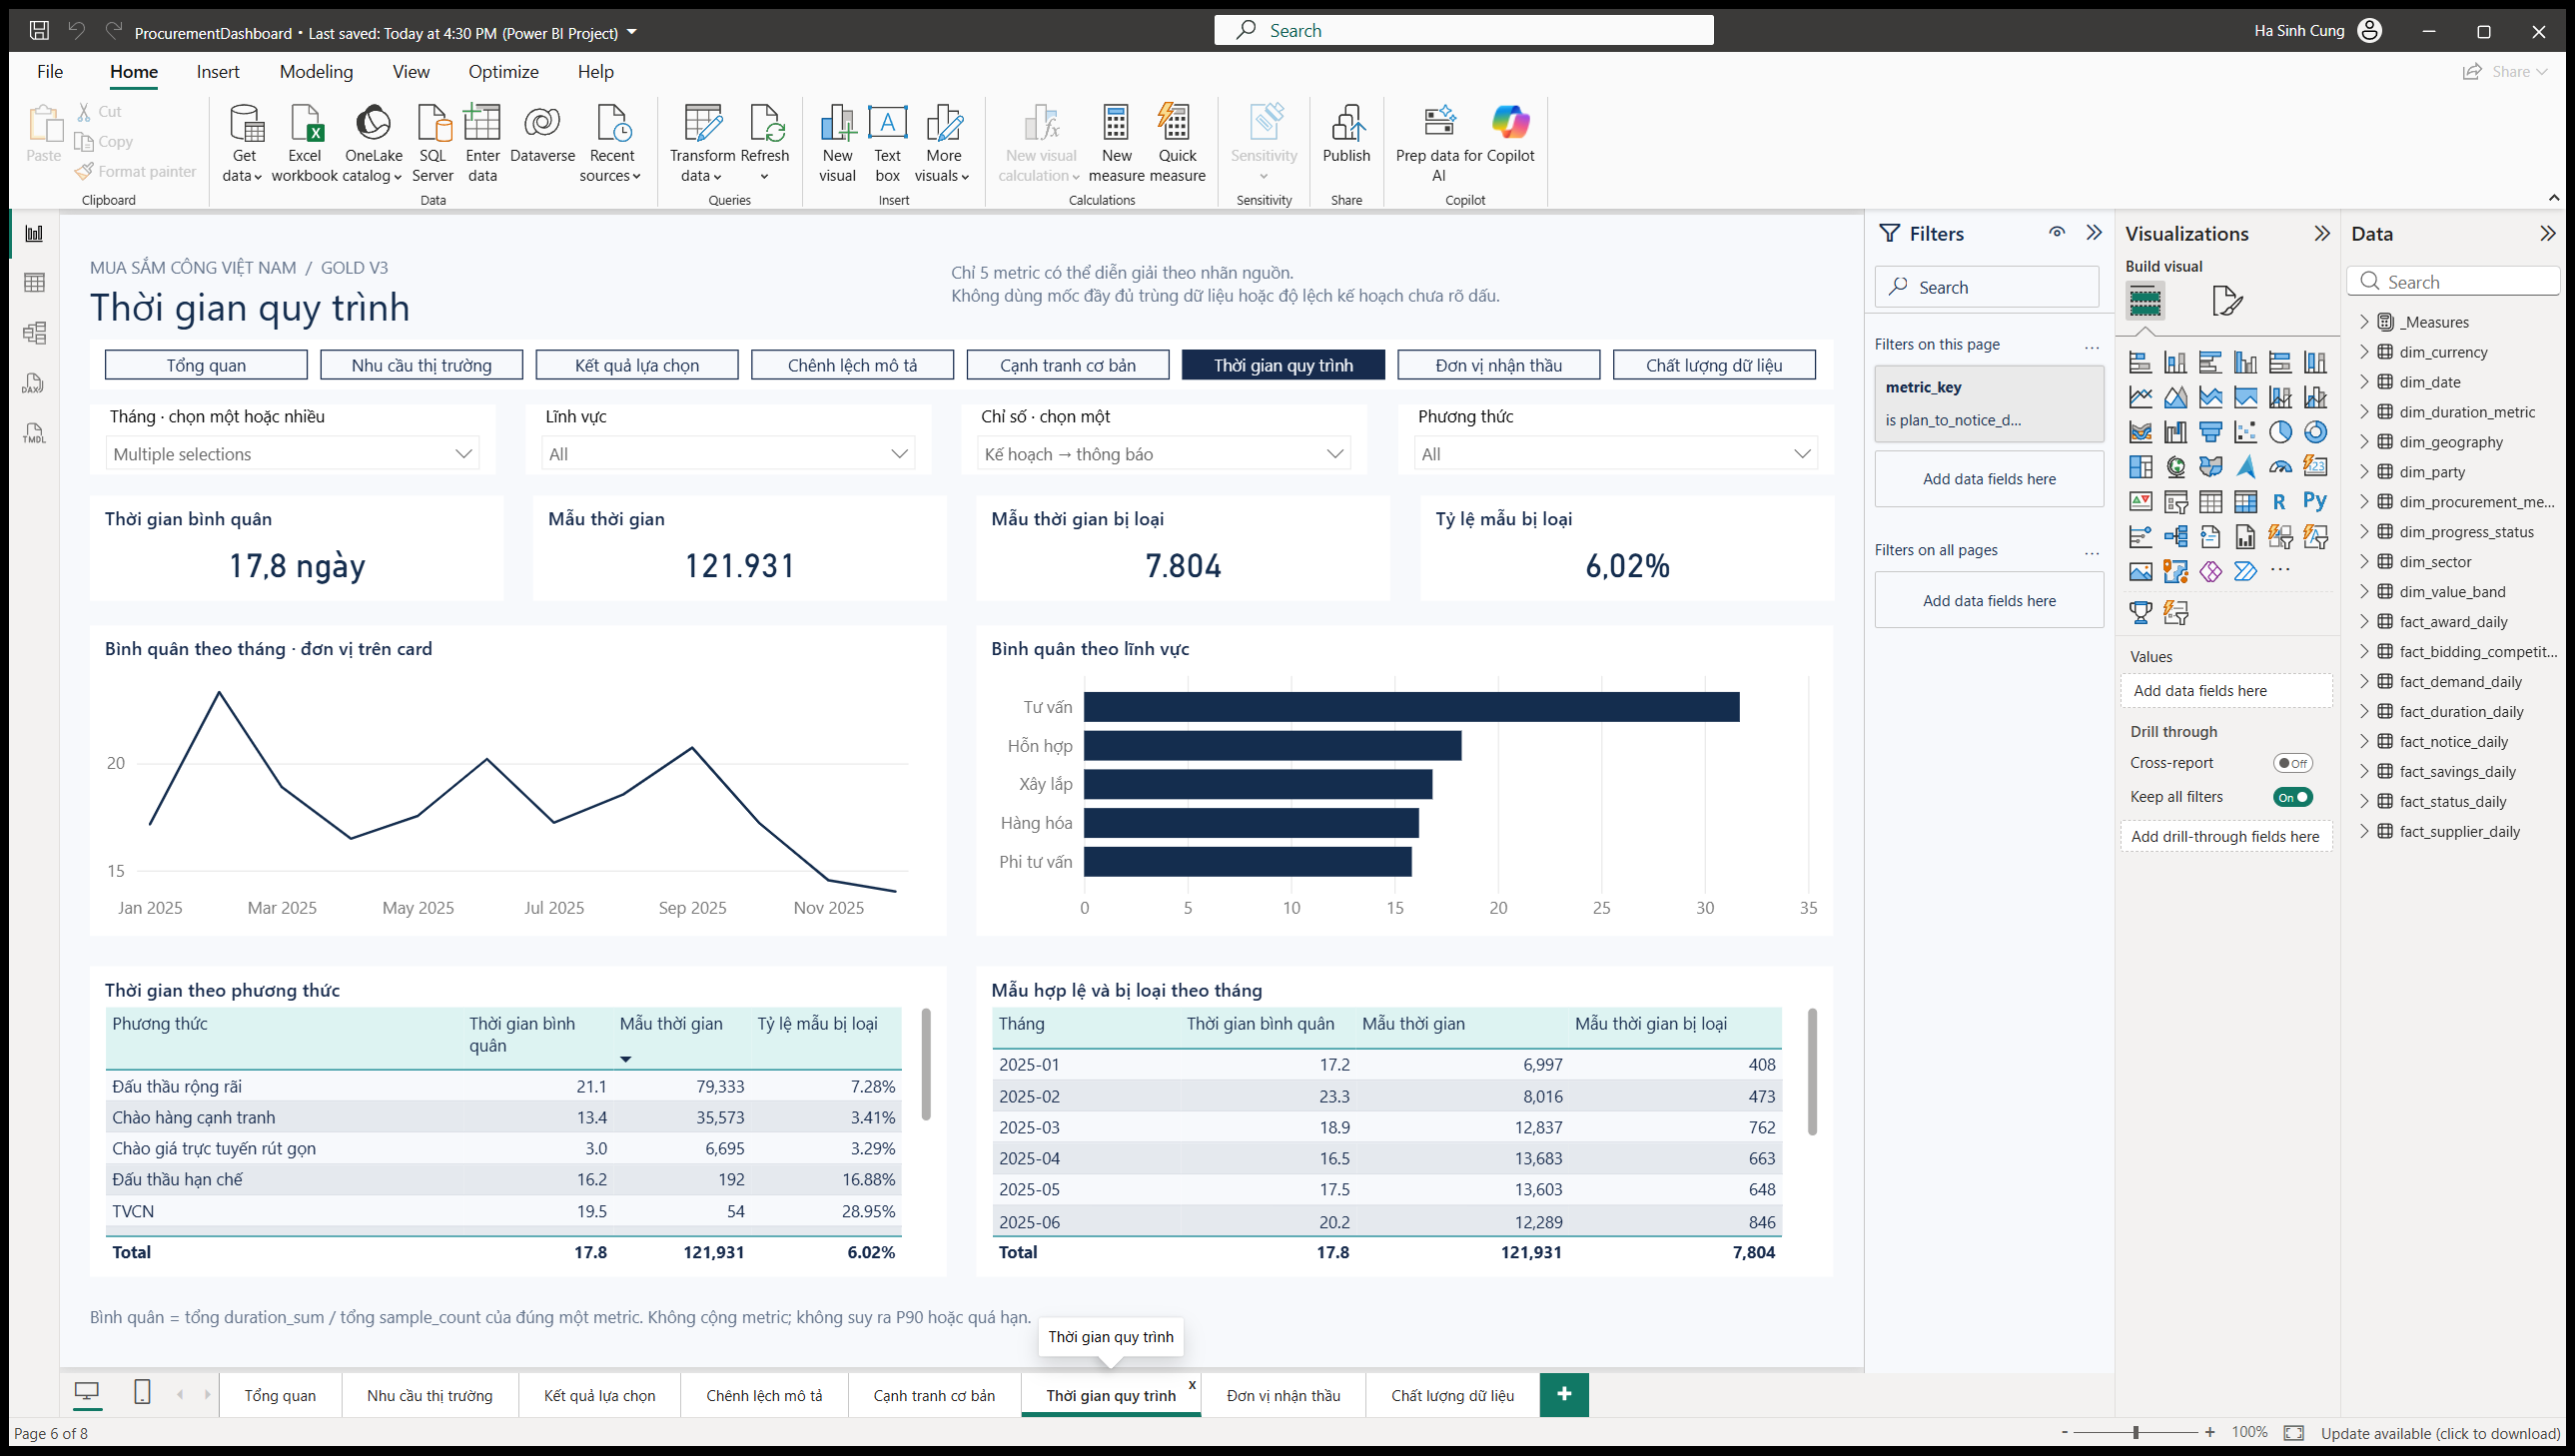 ProcurementDashboard • Last saved: Today at 4:30 PM (Power BI Project)
Search
Ha Sinh Cung
File
Home
Insert
Modeling
View
Optimize
Help
Share
Paste
Cut
Copy
Format painter
Clipboard
Get data
Excel workbook
OneLake catalog
SQL Server
Enter data
Dataverse
Recent sources
Data
Transform data
Refresh
Queries
New visual
Text box
More visuals
Insert
New visual calculation
New measure
Quick measure
Calculations
Sensitivity
Sensitivity
Publish
Share
Prep data for AI
Copilot
Copilot
DAX
TMDL
MUA SẮM CÔNG VIỆT NAM / GOLD V3
Thời gian quy trình
Chỉ 5 metric có thể diễn giải theo nhãn nguồn.
Không dùng mốc đầy đủ trùng dữ liệu hoặc độ lệch kế hoạch chưa rõ dấu.
Tổng quan
Nhu cầu thị trường
Kết quả lựa chọn
Chênh lệch mô tả
Cạnh tranh cơ bản
Thời gian quy trình
Đơn vị nhận thầu
Chất lượng dữ liệu
Tháng · chọn một hoặc nhiều
Multiple selections
Lĩnh vực
All
Chỉ số · chọn một
Kế hoạch → thông báo
Phương thức
All
Thời gian bình quân
17,8 ngày
Mẫu thời gian
121.931
Mẫu thời gian bị loại
7.804
Tỷ lệ mẫu bị loại
6,02%
Bình quân theo tháng · đơn vị trên card
20
15
Jan 2025 Mar 2025 May 2025 Jul 2025 Sep 2025 Nov 2025
Bình quân theo lĩnh vực
Tư vấn
Hỗn hợp
Xây lắp
Hàng hóa
Phi tư vấn
0 5 10 15 20 25 30 35
Thời gian theo phương thức
Phương thức Thời gian bình quân Mẫu thời gian Tỷ lệ mẫu bị loại
Đấu thầu rộng rãi 21.1 79,333 7.28%
Chào hàng cạnh tranh 13.4 35,573 3.41%
Chào giá trực tuyến rút gọn 3.0 6,695 3.29%
Đấu thầu hạn chế 16.2 192 16.88%
TVCN 19.5 54 28.95%
Total 17.8 121,931 6.02%
Mẫu hợp lệ và bị loại theo tháng
Tháng Thời gian bình quân Mẫu thời gian Mẫu thời gian bị loại
2025-01 17.2 6,997 408
2025-02 23.3 8,016 473
2025-03 18.9 12,837 762
2025-04 16.5 13,683 663
2025-05 17.5 13,603 648
2025-06 20.2 12,289 846
Total 17.8 121,931 7,804
Bình quân = tổng duration_sum / tổng sample_count của đúng một metric. Không cộng metric; không suy ra P90 hoặc quá hạn.
Thời gian quy trình
Filters
Search
Filters on this page
...
metric_key
is plan_to_notice_d...
Add data fields here
Filters on all pages
...
Add data fields here
Visualizations
Build visual
123
R
Py
...
Values
Add data fields here
Drill through
Cross-report
Off
Keep all filters
On
Add drill-through fields here
Data
Search
_Measures
dim_currency
dim_date
dim_duration_metric
dim_geography
dim_party
dim_procurement_me...
dim_progress_status
dim_sector
dim_value_band
fact_award_daily
fact_bidding_competit...
fact_demand_daily
fact_duration_daily
fact_notice_daily
fact_savings_daily
fact_status_daily
fact_supplier_daily
Tổng quan
Nhu cầu thị trường
Kết quả lựa chọn
Chênh lệch mô tả
Cạnh tranh cơ bản
Thời gian quy trình
x
Đơn vị nhận thầu
Chất lượng dữ liệu
+
Page 6 of 8
- + 100%
Update available (click to download)